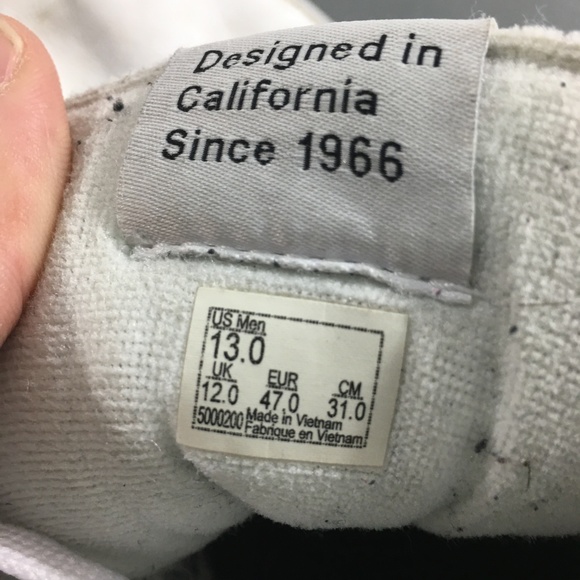 Designed in
California
Since 1966
US Men
13.0
UK EUR CM
12.0 47.0 31.0
5000200 Made in Vietnam
Fabrique en Vietnam